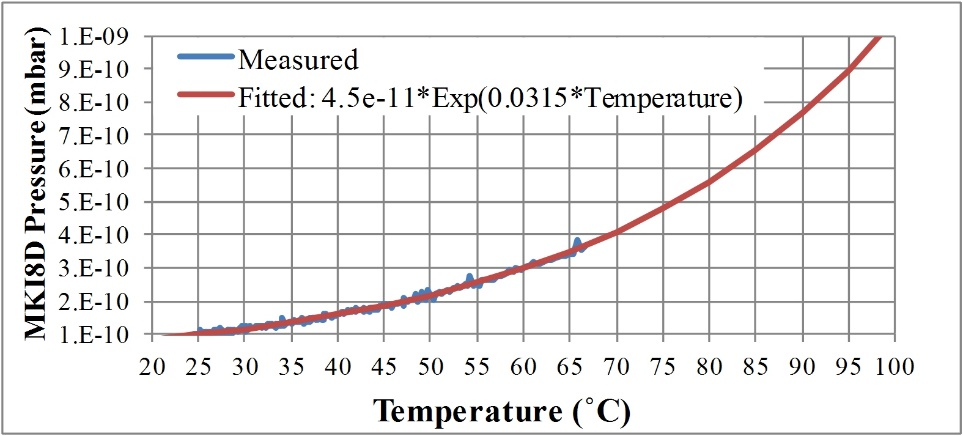 MKI8D Pressure (mbar)
1.E-09
9.E-10
8.E-10
7.E-10
6.E-10
5.E-10
4.E-10
3.E-10
2.E-10
1.E-10
Measured
Fitted: 4.5e-11*Exp(0.0315*Temperature)
20 25 30 35 40 45 50 55 60 65 70 75 80 85 90 95 100
Temperature (˚C)